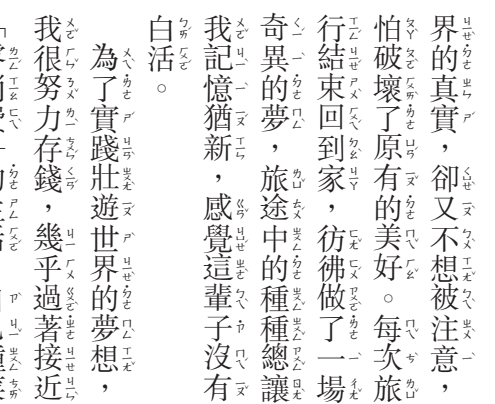 界的真實，卻又不想被注意，
怕破壞了原有的美好。每次旅
行結束回到家，彷彿做了一場
奇異的夢，旅途中的種種總讓
我記憶猶新，感覺這輩子沒有
白活。
為了實踐壯遊世界的夢想，
我很努力存錢，幾乎過著接近